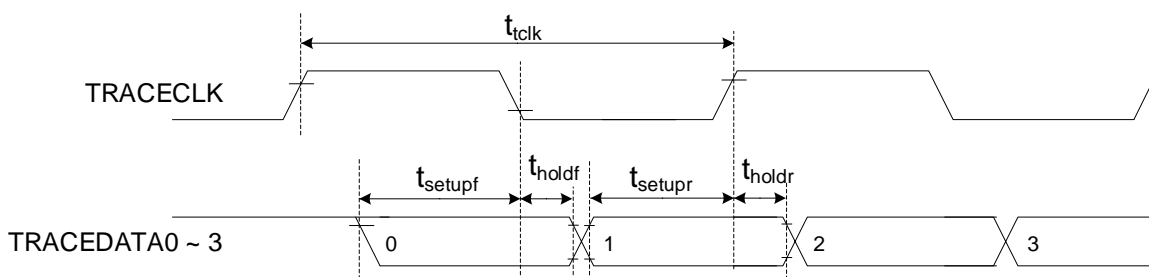 t_tclk
TRACECLK
t_setupf
t_holdf
t_setupr
t_holdr
TRACEDATA0 ~ 3
0
1
2
3